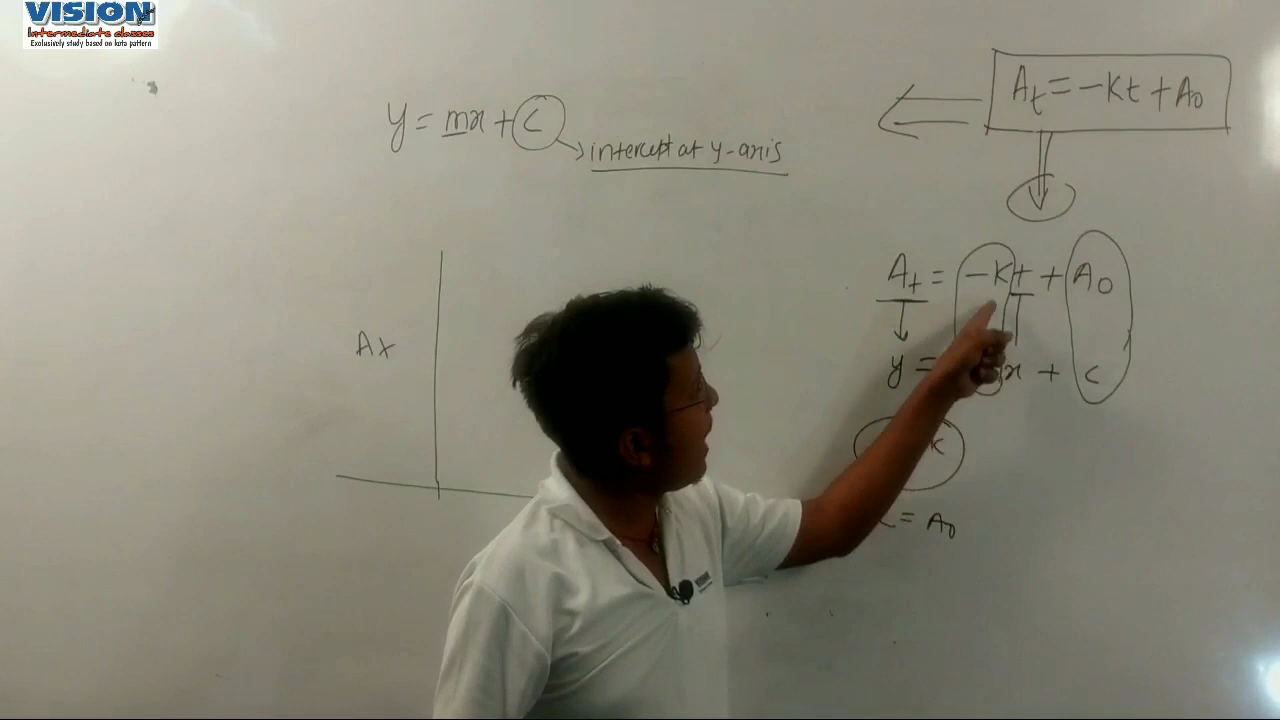 VISION
Intermediate classes
Exclusively study based on kota pattern
At = -Kt + A0
y = mx + C
intercept at y-axis
At = -Kt + A0
y = x + c
At
K
= A0